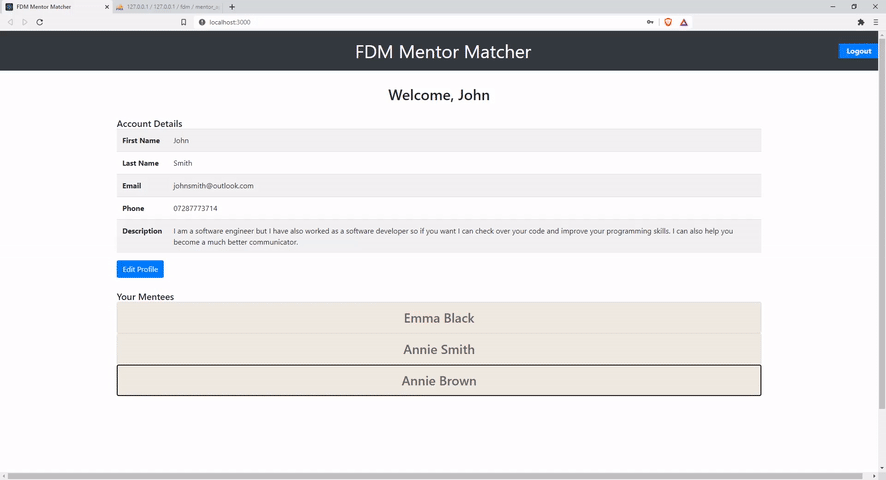 FDM Mentor Matcher
127.0.0.1 / 127.0.0.1 / fdm / mentor_
localhost:3000
FDM Mentor Matcher
Logout
Welcome, John
Account Details
First Name John
Last Name Smith
Email johnsmith@outlook.com
Phone 07287773714
Description I am a software engineer but I have also worked as a software developer so if you want I can check over your code and improve your programming skills. I can also help you
become a much better communicator.
Edit Profile
Your Mentees
Emma Black
Annie Smith
Annie Brown